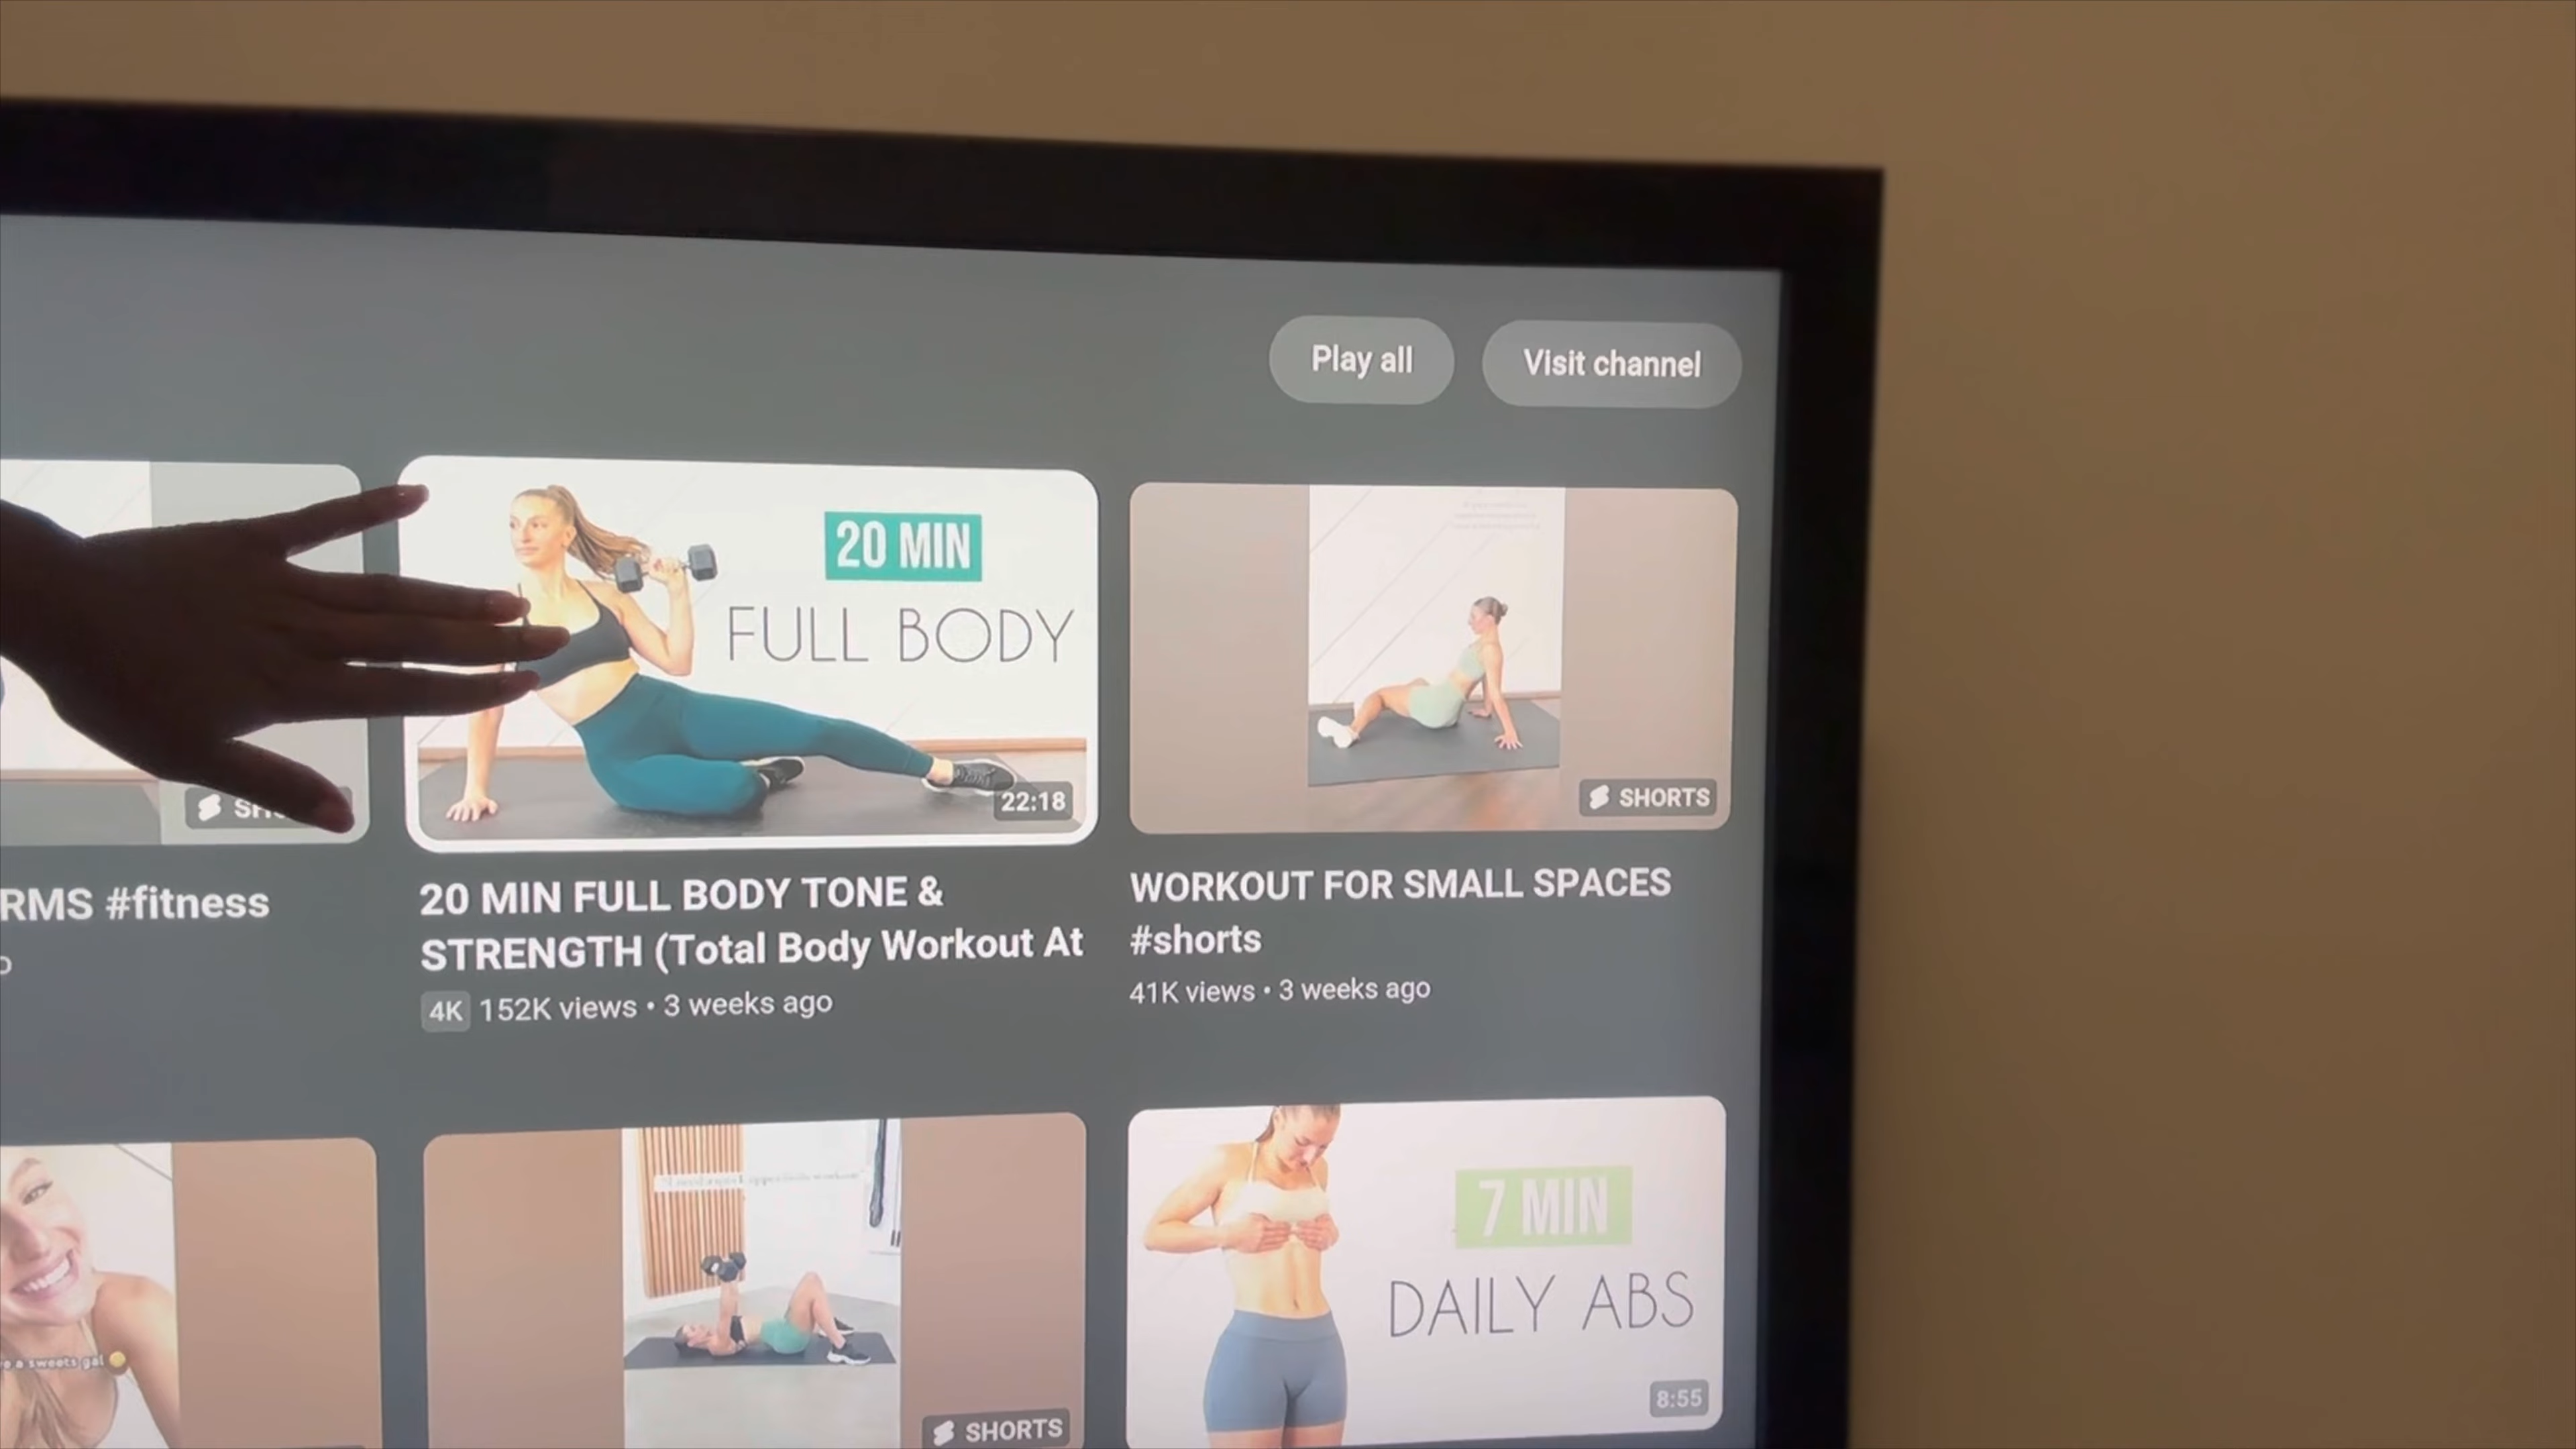 Play all
Visit channel
20 MIN
FULL BODY
22:18
SHORTS
#fitness
20 MIN FULL BODY TONE &
STRENGTH (Total Body Workout At
4K 152K views • 3 weeks ago
WORKOUT FOR SMALL SPACES
#shorts
41K views • 3 weeks ago
a sweets gal
SHORTS
7 MIN
DAILY ABS
8:55